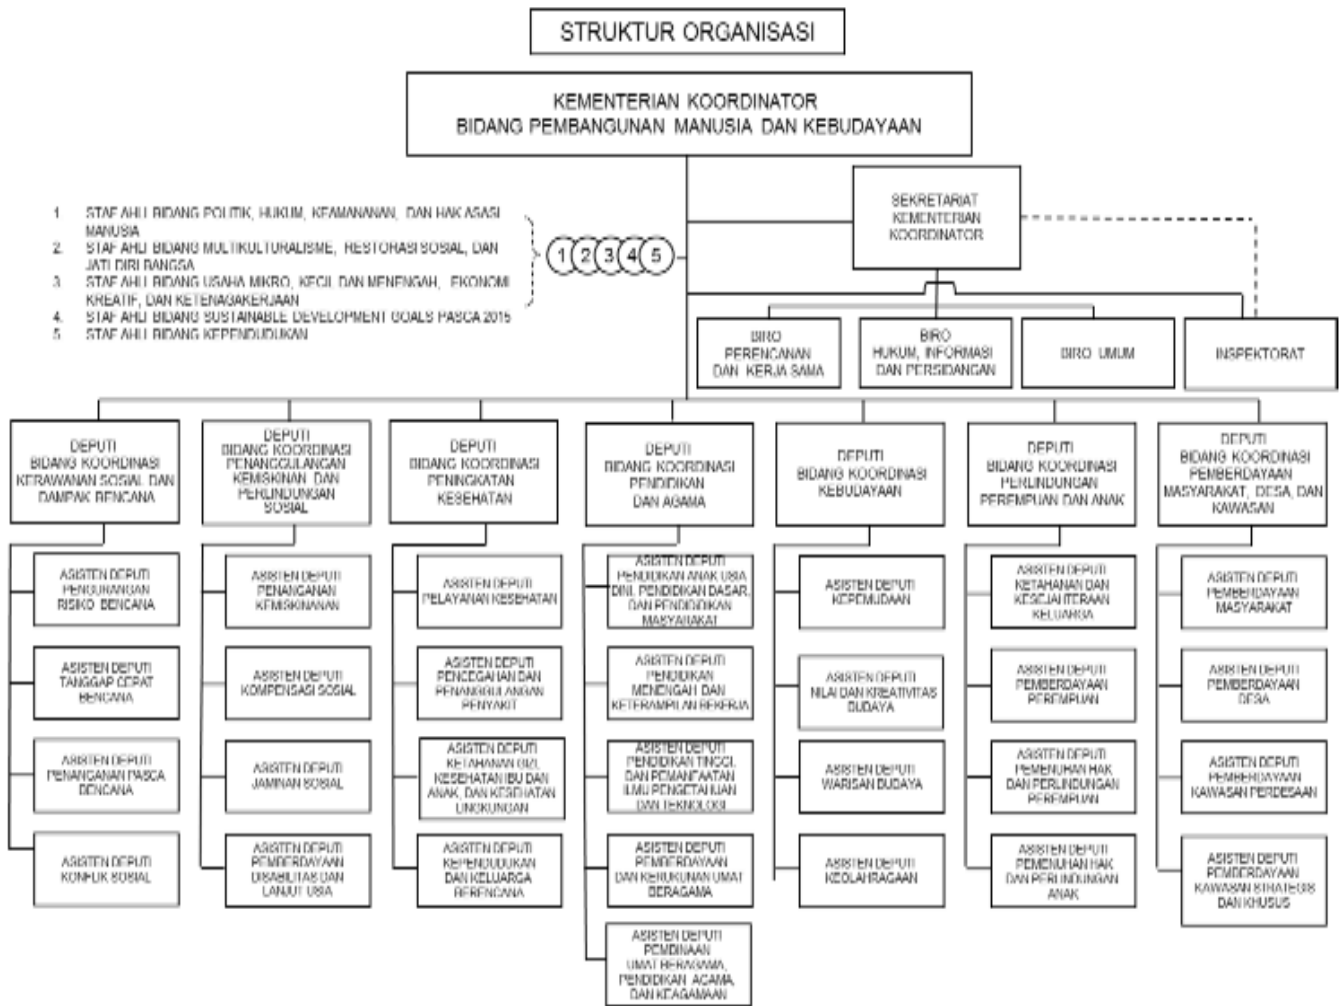 STRUKTUR ORGANISASI
KEMENTERIAN KOORDINATOR
BIDANG PEMBANGUNAN MANUSIA DAN KEBUDAYAAN
SEKRETARIAT
KEMENTERIAN
KOORDINATOR
1 STAF AHLI BIDANG POLITIK, HUKUM, KEAMANANAN, DAN HAK ASASI
MANUSIA
2. STAF AHLI BIDANG MULTIKULTURALISME, RESTORASI SOSIAL, DAN
JATI DIRI BANGSA
3 STAF AHLI BIDANG USAHA MIKRO, KECIL DAN MENENGAH, EKONOMI
KREATIF, DAN KETENAGAKERJAAN
4. STAF AHLI BIDANG SUSTAINABLE DEVELOPMENT GOALS PASCA 2015
5 STAF AHLI BIDANG KEPENDUDUKAN
1 2 3 4 5
BIRO
PERENCANAN
DAN KERJA SAMA
BIRO
HUKUM, INFORMASI
DAN PERSIDANGAN
BIRO UMUM
INSPEKTORAT
DEPUTI
BIDANG KOORDINASI
KERAWANAN SOSIAL DAN
DAMPAK BENCANA
DEPUTI
BIDANG KOORDINASI
PENANGGULANGAN
KEMISKINAN DAN
PERLINDUNGAN
SOSIAL
DEPUTI
BIDANG KOORDINASI
PENINGKATAN
KESEHATAN
DEPUTI
BIDANG KOORDINASI
PENDIDIKAN
DAN AGAMA
DEPUTI
BIDANG KOORDINASI
KEBUDAYAAN
DEPUTI
BIDANG KOORDINASI
PERLINDUNGAN
PEREMPUAN DAN ANAK
DEPUTI
BIDANG KOORDINASI
PEMBERDAYAAN
MASYARAKAT, DESA, DAN
KAWASAN
ASISTEN DEPUTI
PENGURANGAN
RISIKO BENCANA
ASISTEN DEPUTI
PENANGANAN
KEMISKINANAN
ASISTEN DEPUTI
PELAYANAN KESEHATAN
ASISTEN DEPUTI
PENDIDIKAN ANAK USIA
DINI, PENDIDIKAN DASAR,
DAN PENDIDIDIKAN
MASYARAKAT
ASISTEN DEPUTI
KEPEMUDAAN
ASISTEN DEPUTI
KETAHANAN DAN
KESEJAHTERAAN
KELUARGA
ASISTEN DEPUTI
PEMBERDAYAAN
MASYARAKAT
ASISTEN DEPUTI
TANGGAP CEPAT
BENCANA
ASISTEN DEPUTI
KOMPENSASI SOSIAL
ASISTEN DEPUTI
PENCEGAHAN DAN
PENANGGULANGAN
PENYAKIT
ASISTEN DEPUTI
PENDIDIKAN
MENENGAH DAN
KETERAMPILAN BEKERJA
ASISTEN DEPUTI
NILAI DAN KREATIVITAS
BUDAYA
ASISTEN DEPUTI
PEMBERDAYAAN
PEREMPUAN
ASISTEN DEPUTI
PEMBERDAYAAN
DESA
ASISTEN DEPUTI
PENANGANAN PASCA
BENCANA
ASISTEN DEPUTI
JAMINAN SOSIAL
ASISTEN DEPUTI
KETAHANAN GIZI,
KESEHATAN IBU DAN
ANAK, DAN KESEHATAN
LINGKUNGAN
ASISTEN DEPUTI
PENDIDIKAN TINGGI,
DAN PEMANFAATAN
ILMU PENGETAHUAN
DAN TEKNOLOGI
ASISTEN DEPUTI
WARISAN BUDAYA
ASISTEN DEPUTI
PEMENUHAN HAK
DAN PERLINDUNGAN
PEREMPUAN
ASISTEN DEPUTI
PEMBERDAYAAN
KAWASAN PERDESAAN
ASISTEN DEPUTI
KONFLIK SOSIAL
ASISTEN DEPUTI
PEMBERDAYAAN
DISABILITAS DAN
LANJUT USIA
ASISTEN DEPUTI
KEPENDUDUKAN
DAN KELUARGA
BERENCANA
ASISTEN DEPUTI
PEMBERDAYAAN
DAN KERUKUNAN UMAT
BERAGAMA
ASISTEN DEPUTI
KEOLAHRAGAAN
ASISTEN DEPUTI
PEMENUHAN HAK
DAN PERLINDUNGAN
ANAK
ASISTEN DEPUTI
PEMBERDAYAAN
KAWASAN STRATEGIS
DAN KHUSUS
ASISTEN DEPUTI
PEMBINAAN
UMAT BERAGAMA,
PENDIDIKAN AGAMA,
DAN KEAGAMAAN